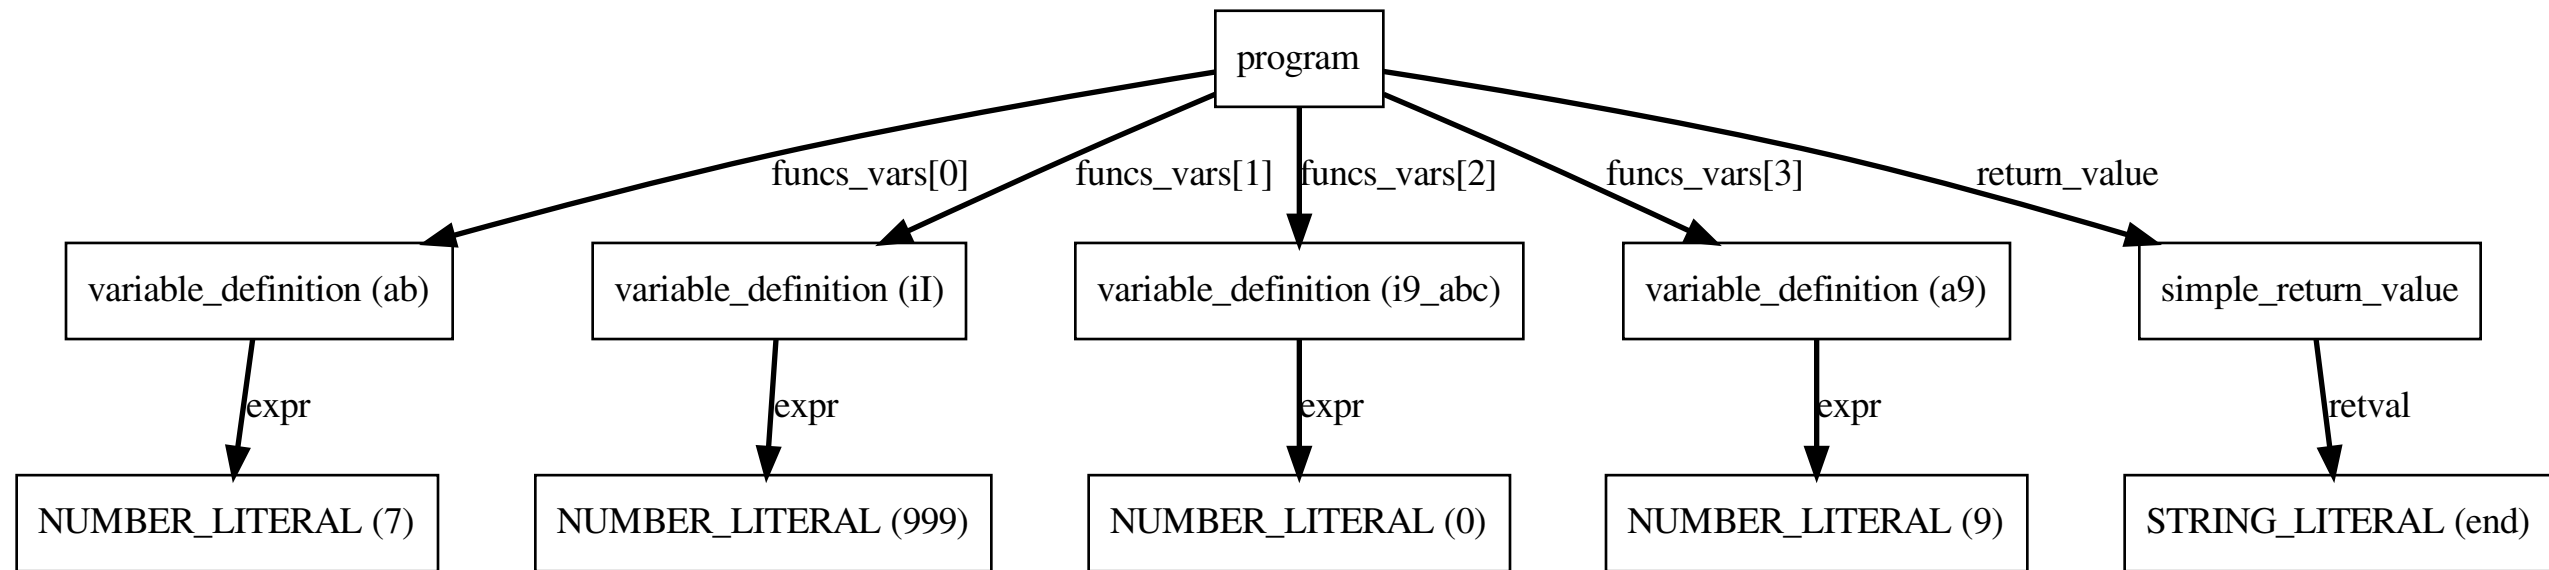 program
funcs_vars[0] funcs_vars[1] funcs_vars[2] funcs_vars[3] return_value
variable_definition (ab) variable_definition (iI) variable_definition (i9_abc) variable_definition (a9) simple_return_value
expr expr expr expr retval
NUMBER_LITERAL (7) NUMBER_LITERAL (999) NUMBER_LITERAL (0) NUMBER_LITERAL (9) STRING_LITERAL (end)